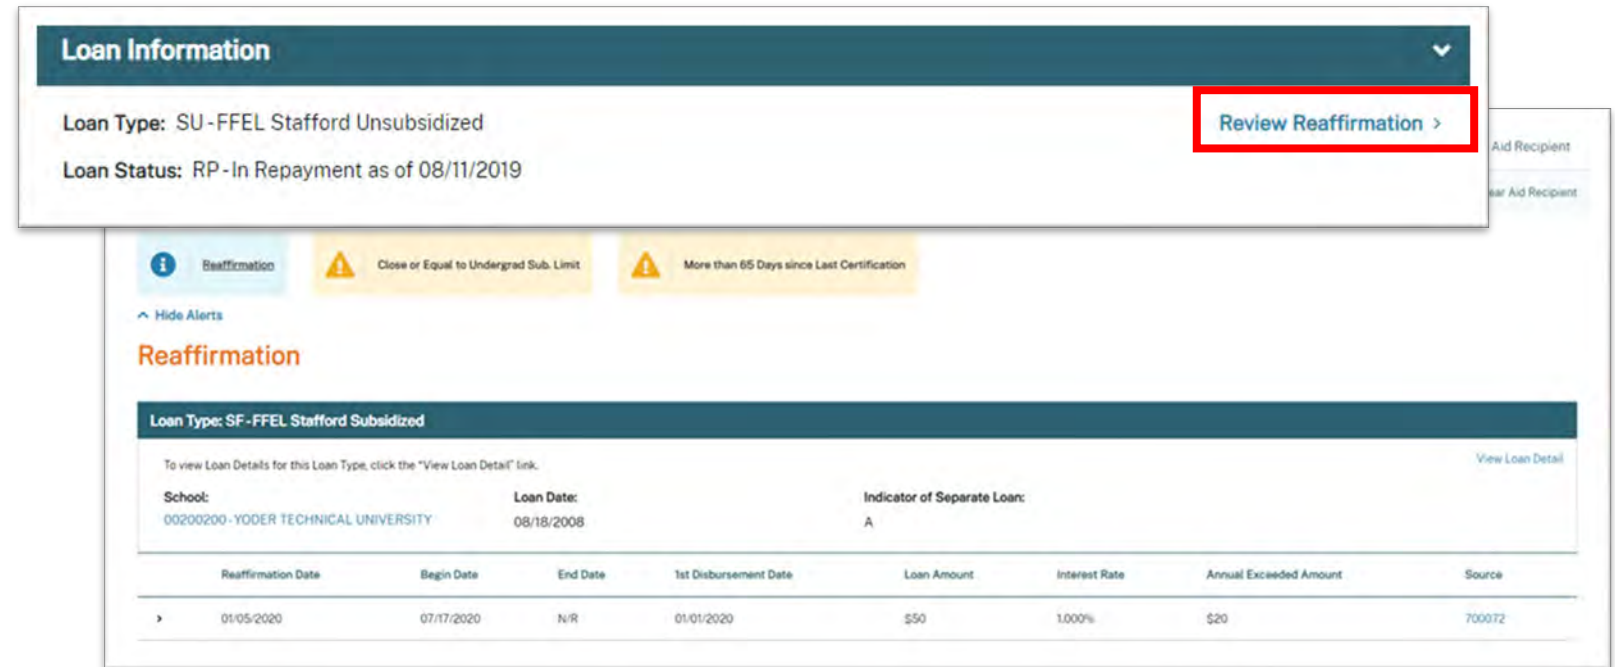 Loan Information
Loan Type: SU-FFEL Stafford Unsubsidized
Review Reaffirmation >
Loan Status: RP-In Repayment as of 08/11/2019
Aid Recipient
Aid Recipient
Reaffirmation
Close or Equal to Undergrad Sub. Limit
More than 65 Days since Last Certification
Hide Alerts
Reaffirmation
Loan Type: SF-FFEL Stafford Subsidized
To view Loan Details for this Loan Type, click the "View Loan Detail" link.
View Loan Detail
School: Loan Date: Indicator of Separate Loan:
00200200-YODER TECHNICAL UNIVERSITY 08/18/2008 A
Reaffirmation Date Begin Date End Date 1st Disbursement Date Loan Amount Interest Rate Annual Exceeded Amount Source
> 01/05/2020 07/17/2020 N/R 01/01/2020 $50 1.000% $20 700072